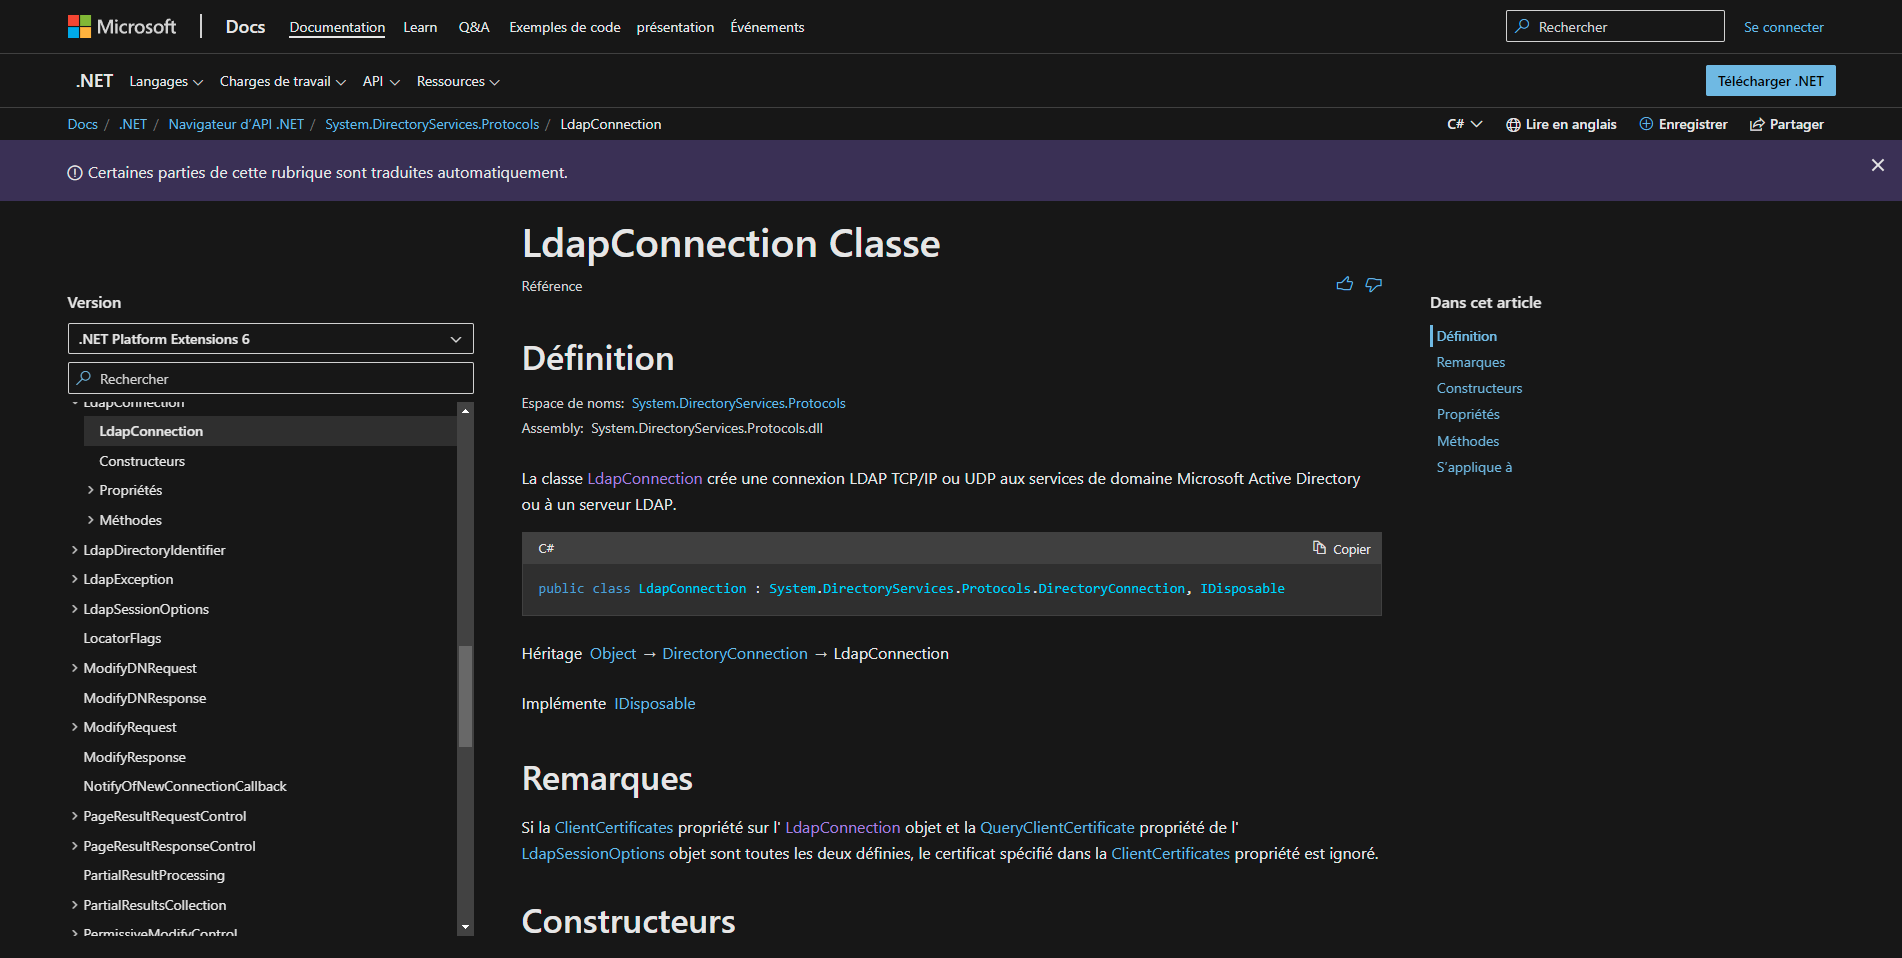 Microsoft Docs Documentation Learn Q&A Exemples de code présentation Événements Rechercher Se connecter
.NET Langages Charges de travail API Ressources Télécharger .NET
Docs / .NET / Navigateur d’API .NET / System.DirectoryServices.Protocols / LdapConnection C# Lire en anglais Enregistrer Partager
Certaines parties de cette rubrique sont traduites automatiquement.
Version
.NET Platform Extensions 6
Rechercher
LdapConnection
LdapConnection
Constructeurs
Propriétés
Méthodes
LdapDirectoryIdentifier
LdapException
LdapSessionOptions
LocatorFlags
ModifyDNRequest
ModifyDNResponse
ModifyRequest
ModifyResponse
NotifyOfNewConnectionCallback
PageResultRequestControl
PageResultResponseControl
PartialResultProcessing
PartialResultsCollection
PermissiveModifyControl
LdapConnection Classe
Référence
Définition
Espace de noms: System.DirectoryServices.Protocols
Assembly: System.DirectoryServices.Protocols.dll
La classe LdapConnection crée une connexion LDAP TCP/IP ou UDP aux services de domaine Microsoft Active Directory
ou à un serveur LDAP.
C# Copier
public class LdapConnection : System.DirectoryServices.Protocols.DirectoryConnection, IDisposable
Héritage Object → DirectoryConnection → LdapConnection
Implémente IDisposable
Remarques
Si la ClientCertificates propriété sur l' LdapConnection objet et la QueryClientCertificate propriété de l'
LdapSessionOptions objet sont toutes les deux définies, le certificat spécifié dans la ClientCertificates propriété est ignoré.
Constructeurs
Dans cet article
Définition
Remarques
Constructeurs
Propriétés
Méthodes
S’applique à